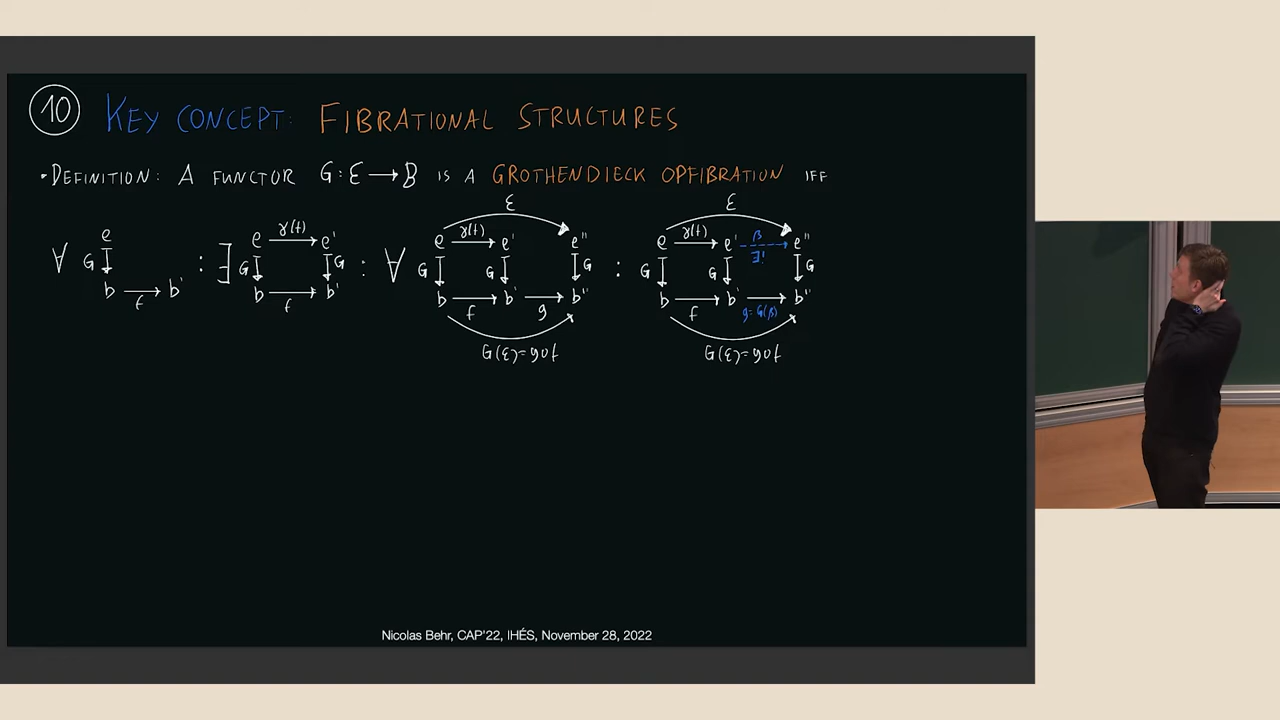 10 KEY CONCEPT: FIBRATIONAL STRUCTURES
• DEFINITION: A FUNCTOR G: Ɛ → B IS A GROTHENDIECK OPFIBRATION IFF
ε ε
∀ e : ∃ e γ(f) e' : ∀ e γ(f) e' e'' : e γ(f) e' β e''
∃!
G G G G G G G G G
b f b' b f b' b f b' g b'' b f b' g=G(β) b''
G(ε)=g∘f G(ε)=g∘f
Nicolas Behr, CAP'22, IHÉS, November 28, 2022